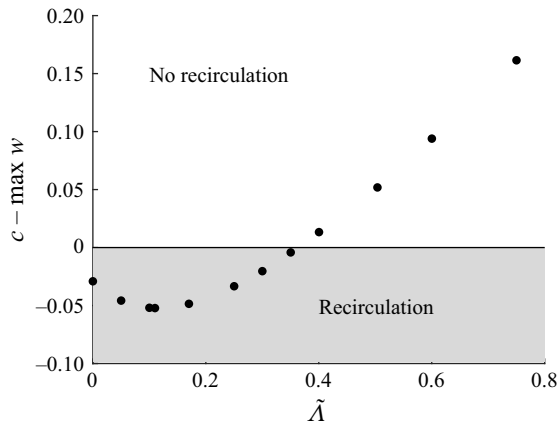 0.20
0.15
No recirculation
0.10
c – max w
0.05
0
–0.05
Recirculation
–0.10
0 0.2 0.4 0.6 0.8
Λ̃